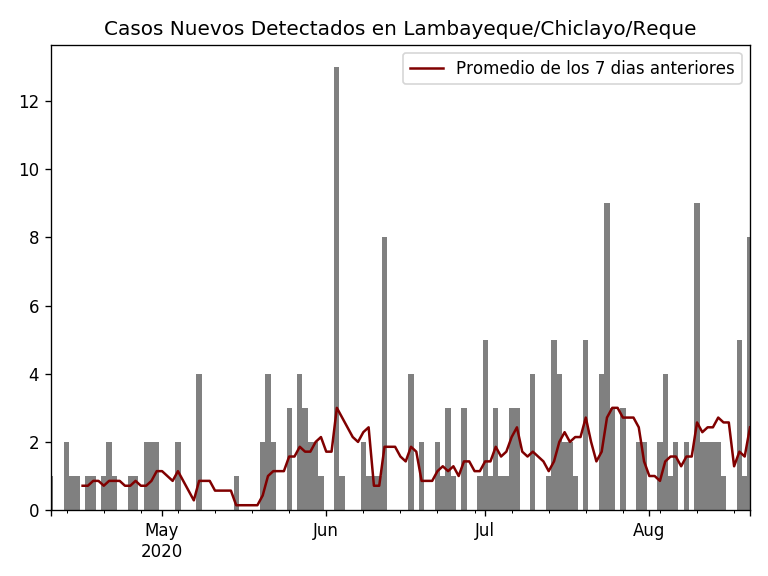 Casos Nuevos Detectados en Lambayeque/Chiclayo/Reque
Promedio de los 7 dias anteriores
12
10
8
6
4
2
0
May
2020
Jun
Jul
Aug